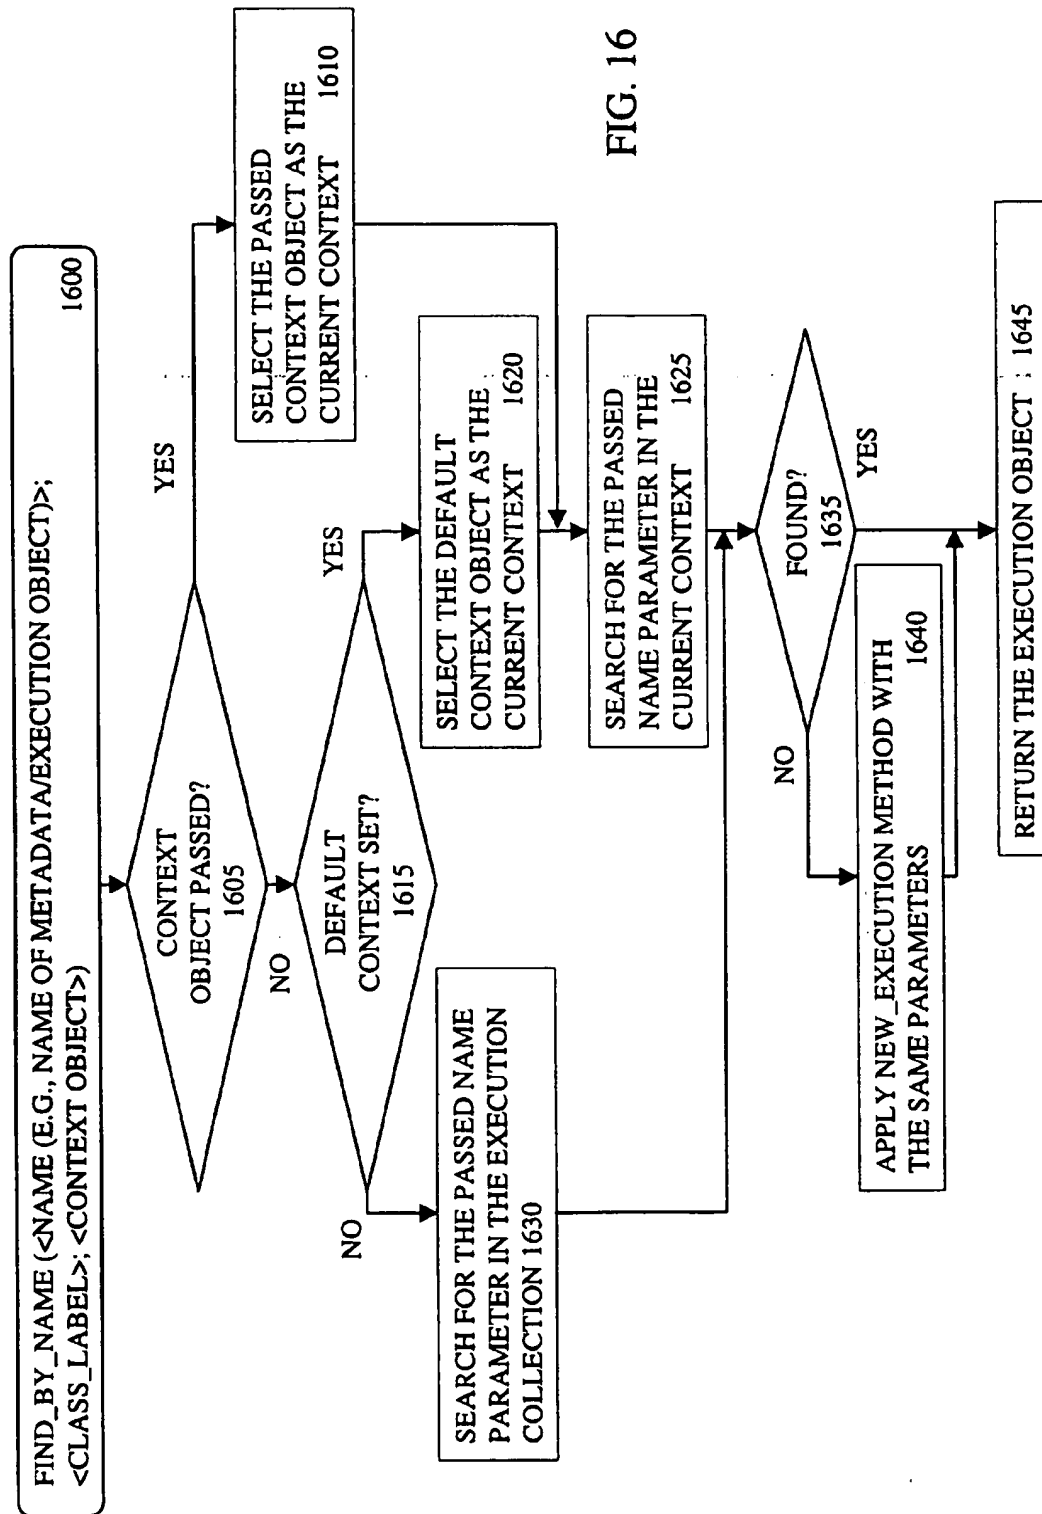 FIND_BY_NAME (<NAME (E.G., NAME OF METADATA/EXECUTION OBJECT)>;
<CLASS_LABEL>; <CONTEXT OBJECT>)
1600
CONTEXT
OBJECT PASSED?
1605
YES
NO
SELECT THE PASSED
CONTEXT OBJECT AS THE
CURRENT CONTEXT 1610
DEFAULT
CONTEXT SET?
1615
YES
NO
SELECT THE DEFAULT
CONTEXT OBJECT AS THE
CURRENT CONTEXT 1620
SEARCH FOR THE PASSED NAME
PARAMETER IN THE EXECUTION
COLLECTION 1630
SEARCH FOR THE PASSED
NAME PARAMETER IN THE
CURRENT CONTEXT 1625
FOUND?
1635
NO
YES
APPLY NEW_EXECUTION METHOD WITH
THE SAME PARAMETERS 1640
RETURN THE EXECUTION OBJECT 1645
FIG. 16